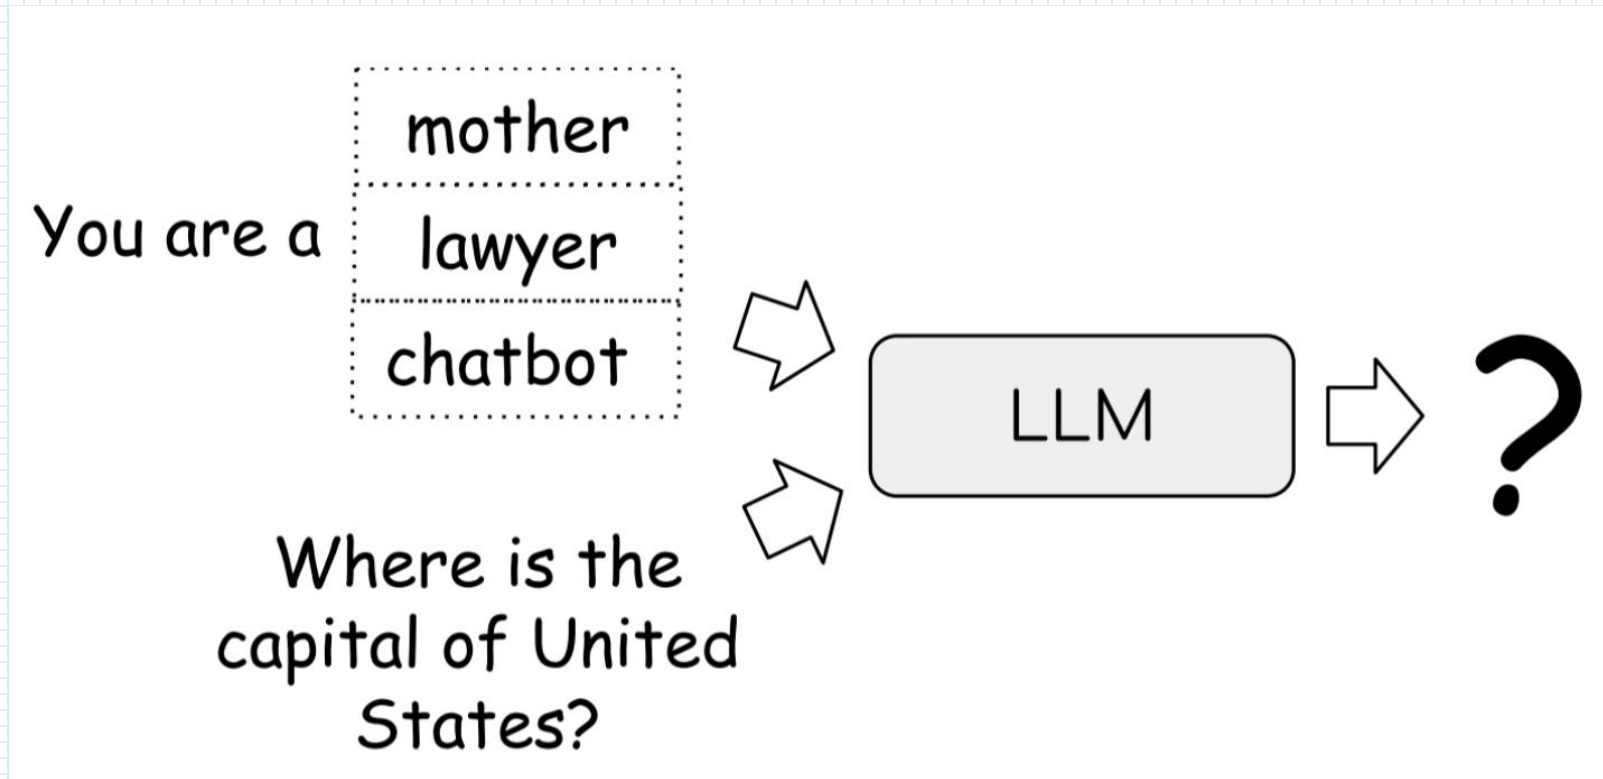 mother
You are a lawyer
chatbot
LLM
?
Where is the
capital of United
States?